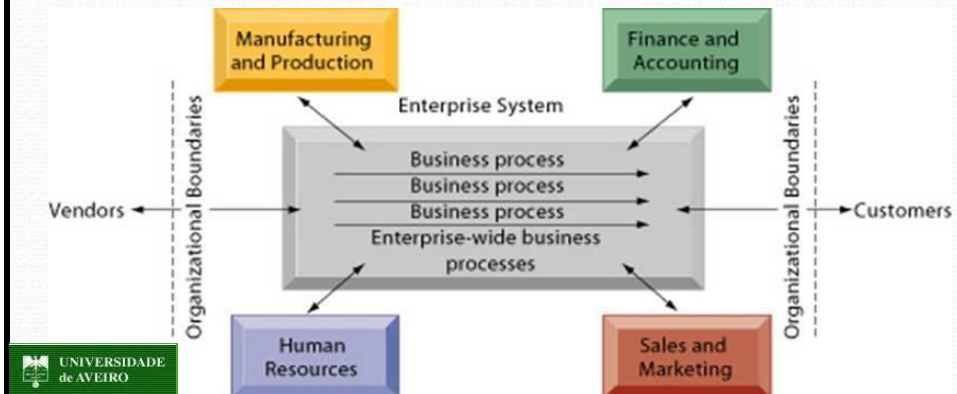 Manufacturing
and Production
Finance and
Accounting
Enterprise System
Organizational Boundaries
Business process
Business process
Business process
Enterprise-wide business
processes
Vendors
Customers
Organizational Boundaries
Human
Resources
Sales and
Marketing
UNIVERSIDADE
de AVEIRO